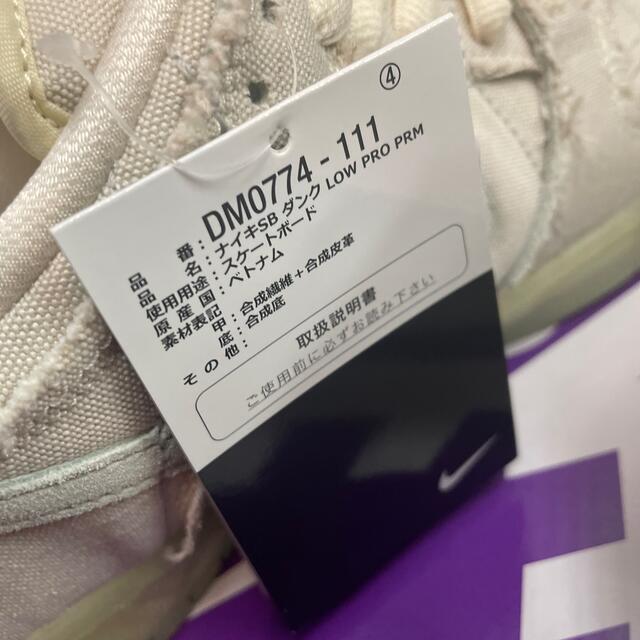 ④
品番：DM0774 - 111
品名：ナイキSB ダンク LOW PRO PRM
使用用途：スケートボード
原産国：ベトナム
素材表記
甲：合成繊維＋合成皮革
底：合成底
その他：
取扱説明書
ご使用前に必ずお読み下さい